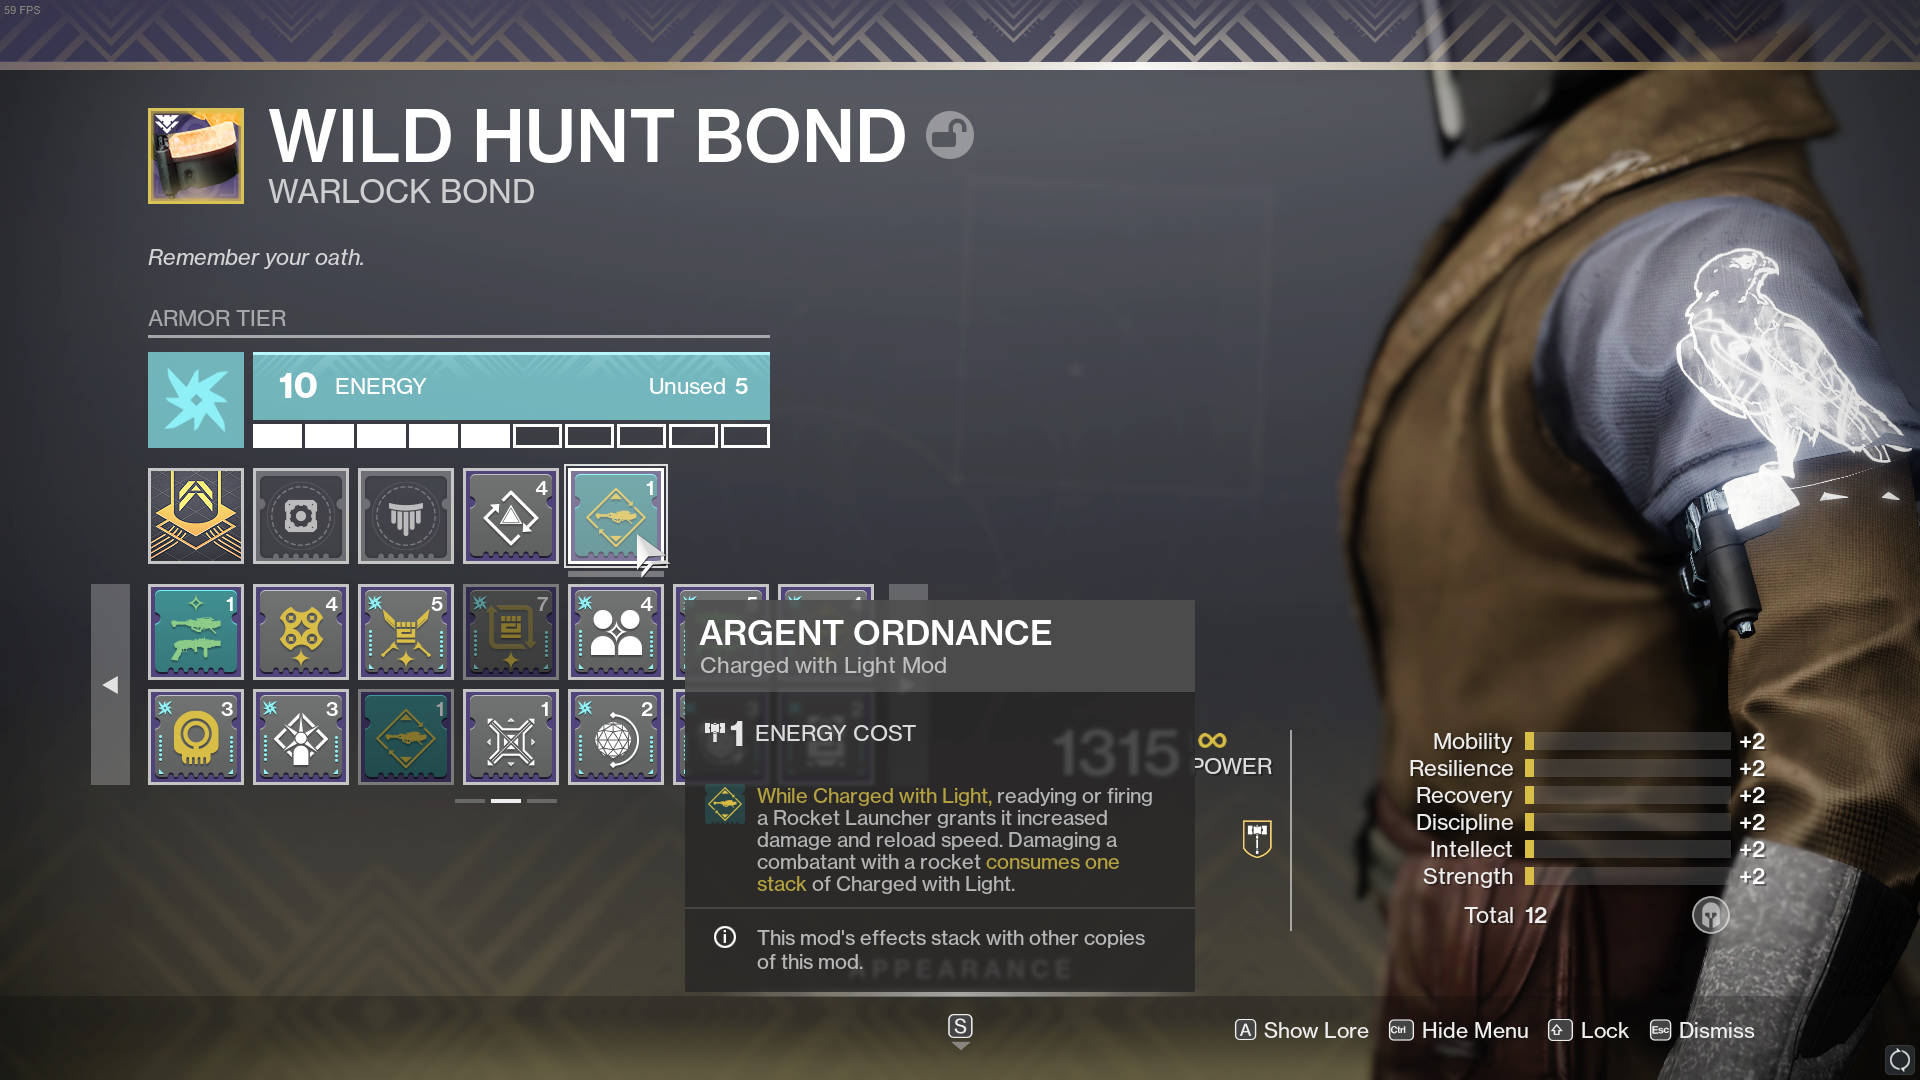 59 FPS
WILD HUNT BOND
WARLOCK BOND
Remember your oath.
ARMOR TIER
10 ENERGY Unused 5
4 1
1 4 5 7 4
3 3 1 1 2
ARGENT ORDNANCE
Charged with Light Mod
1 ENERGY COST
1315
POWER
While Charged with Light, readying or firing
a Rocket Launcher grants it increased
damage and reload speed. Damaging a
combatant with a rocket consumes one
stack of Charged with Light.
This mod's effects stack with other copies
of this mod.
APPEARANCE
Mobility +2
Resilience +2
Recovery +2
Discipline +2
Intellect +2
Strength +2
Total 12
S
A Show Lore Ctrl Hide Menu Lock Esc Dismiss